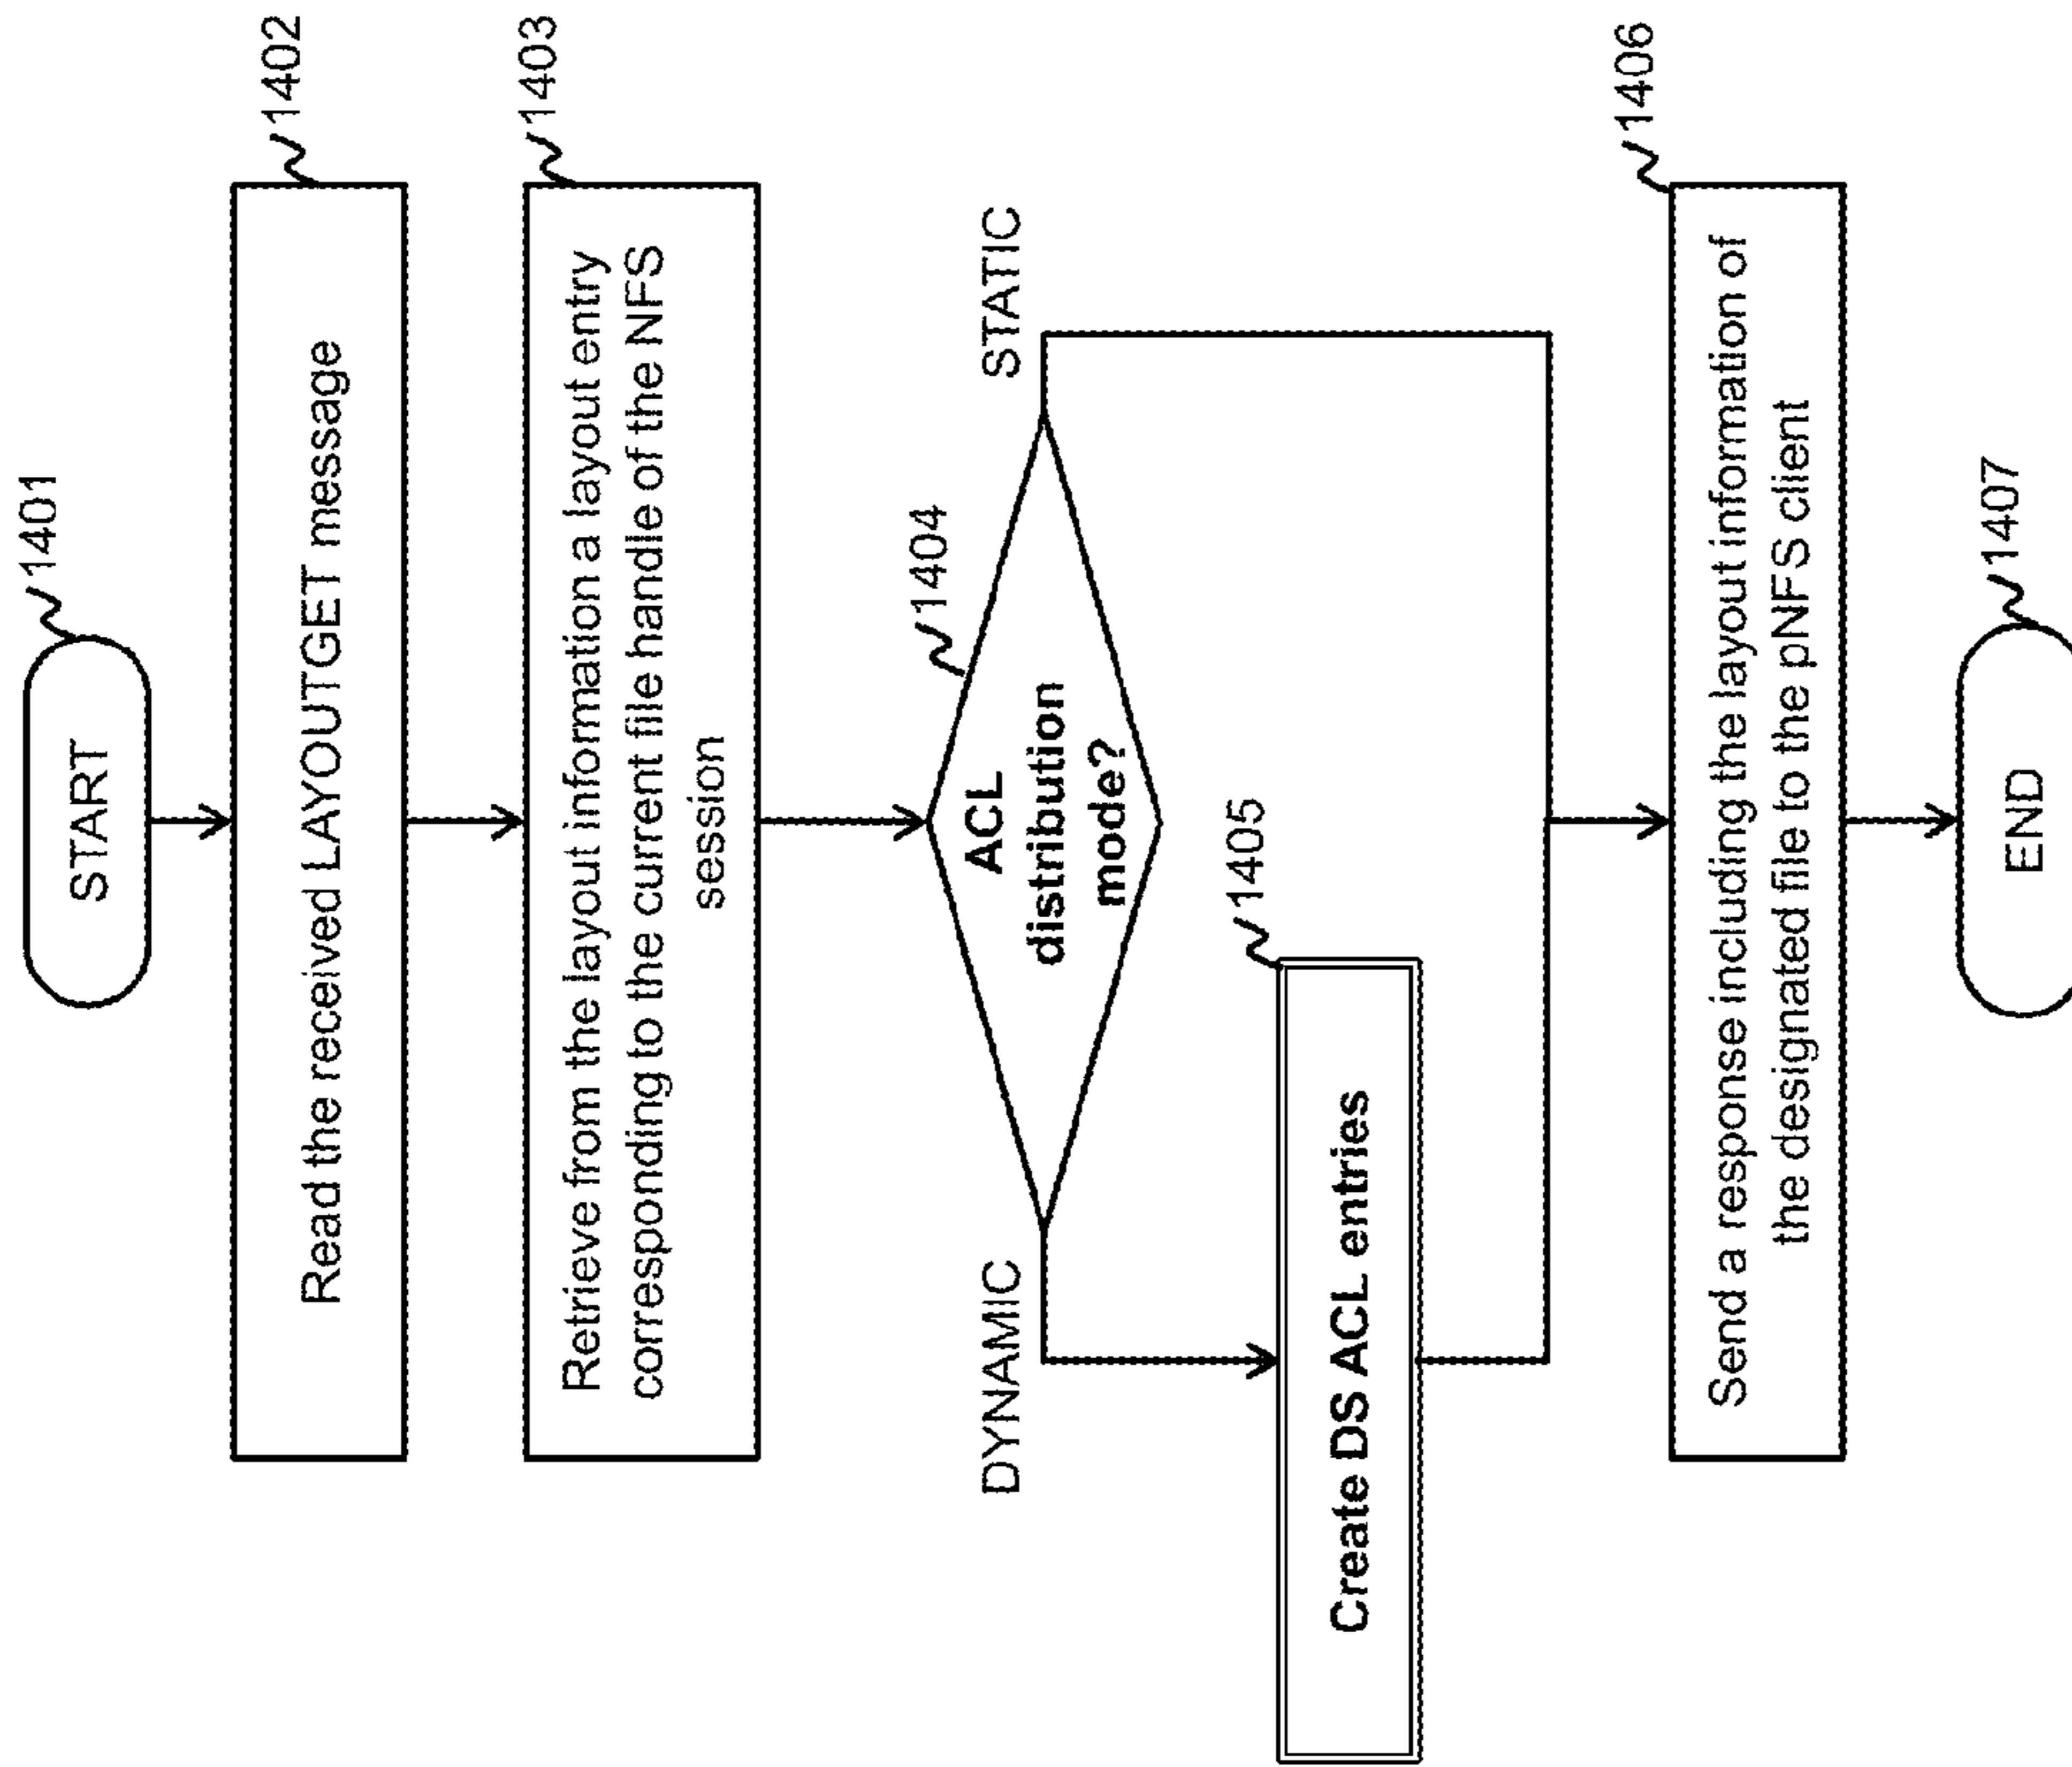 START
1401
Read the received LAYOUTGET message
1402
Retrieve from the layout information a layout entry
corresponding to the current file handle of the NFS
session
1403
ACL
distribution
mode?
1404
DYNAMIC
STATIC
Create DS ACL entries
1405
Send a response including the layout information of
the designated file to the pNFS client
1406
END
1407